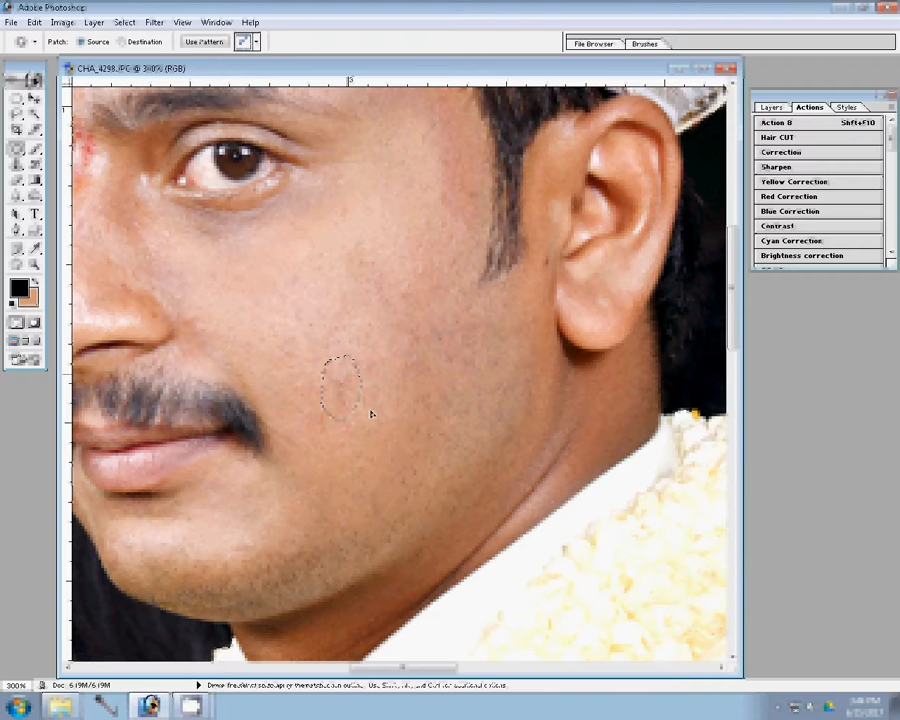 Adobe Photoshop
File Edit Image Layer Select Filter View Window Help
Patch: Source Destination Use Pattern
File Browser Brushes
CHA_4298.JPG @ 300% (RGB)
Layers Actions Styles
Action 8 Shft+F10
Hair CUT
Correction
Sharpen
Yellow Correction
Red Correction
Blue Correction
Contrast
Cyan Correction
Brightness correction
300% Doc: 6.19M/6.19M